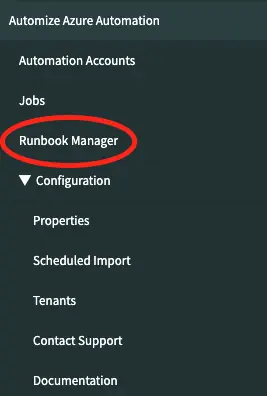 Automize Azure Automation
Automation Accounts
Jobs
Runbook Manager
▼ Configuration
Properties
Scheduled Import
Tenants
Contact Support
Documentation